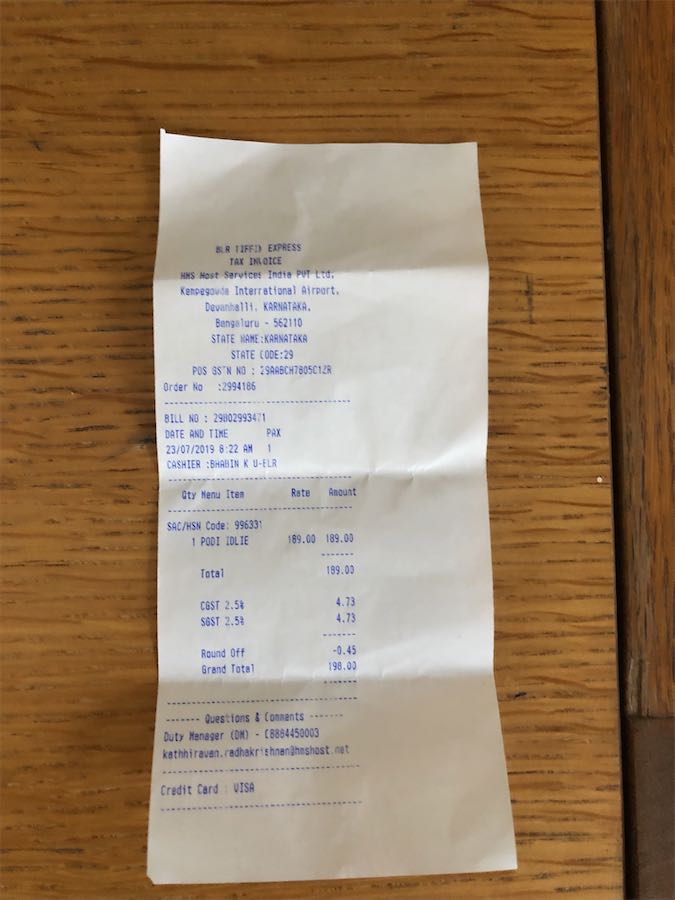 BLR TIFFIN EXPRESS
TAX INVOICE
HMS Host Services India PVT Ltd,
Kempegowda International Airport,
Devanhalli, KARNATAKA,
Bengaluru - 562110
STATE NAME:KARNATAKA
STATE CODE:29
POS GSTN NO : 29AABCH7805C1ZR
Order No :2994186
BILL NO : 29802993471
DATE AND TIME PAX
23/07/2019 8:22 AM 1
CASHIER :BHABIN K U-ELR
Qty Menu Item Rate Amount
SAC/HSN Code: 996331
1 PODI IDLIE 189.00 189.00
Total 189.00
CGST 2.5% 4.73
SGST 2.5% 4.73
Round Off -0.45
Grand Total 198.00
------- Questions & Comments -------
Duty Manager (DM) - 08884450003
kathhiravan.radhakrishnan@hmshost.net
Credit Card : VISA